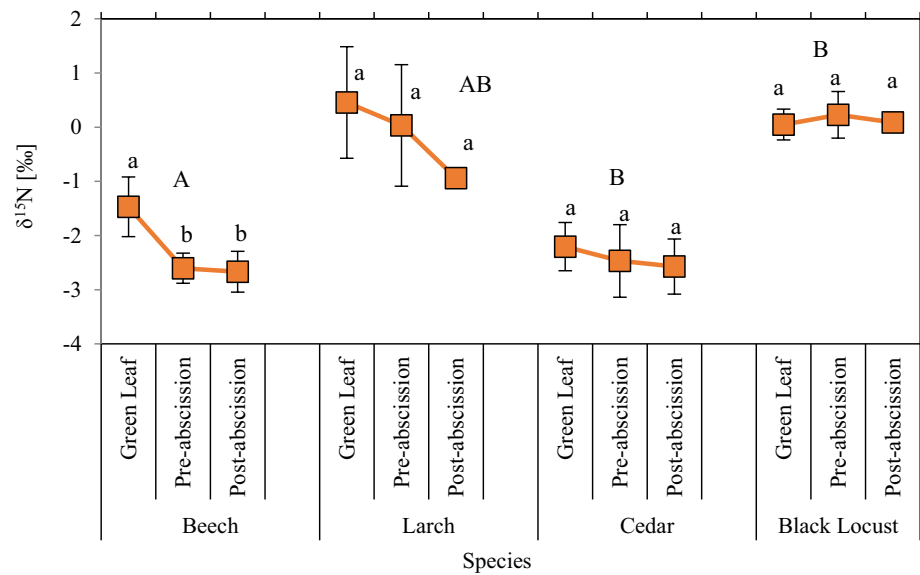 2
1
0
-1
-2
-3
-4
δ¹⁵N [‰]
a
A
b
b
a
a
AB
a
B
a
a
a
B
a
a
a
Green Leaf
Pre-abscission
Post-abscission
Green Leaf
Pre-abscission
Post-abscission
Green Leaf
Pre-abscission
Post-abscission
Green Leaf
Pre-abscission
Post-abscission
Beech
Larch
Cedar
Black Locust
Species